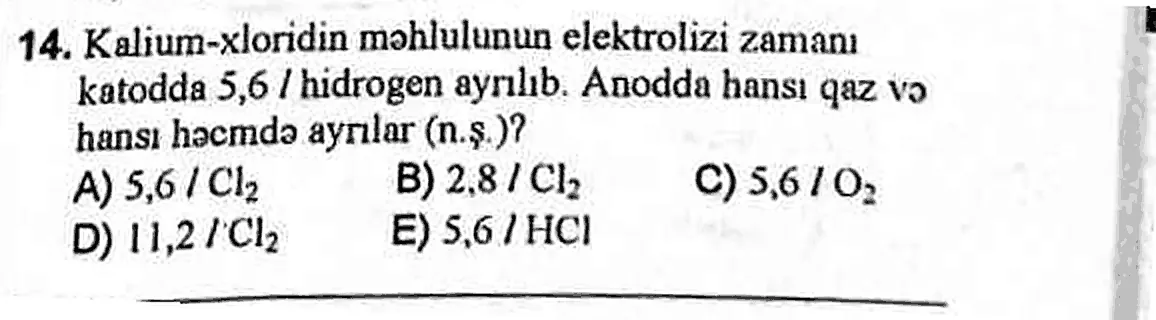 14. Kalium-xloridin məhlulunun elektrolizi zamanı
katodda 5,6 l hidrogen ayrılıb. Anodda hansı qaz və
hansı həcmdə ayrılar (n.ş.)?
A) 5,6 l Cl₂ B) 2,8 l Cl₂ C) 5,6 l O₂
D) 11,2 l Cl₂ E) 5,6 l HCl